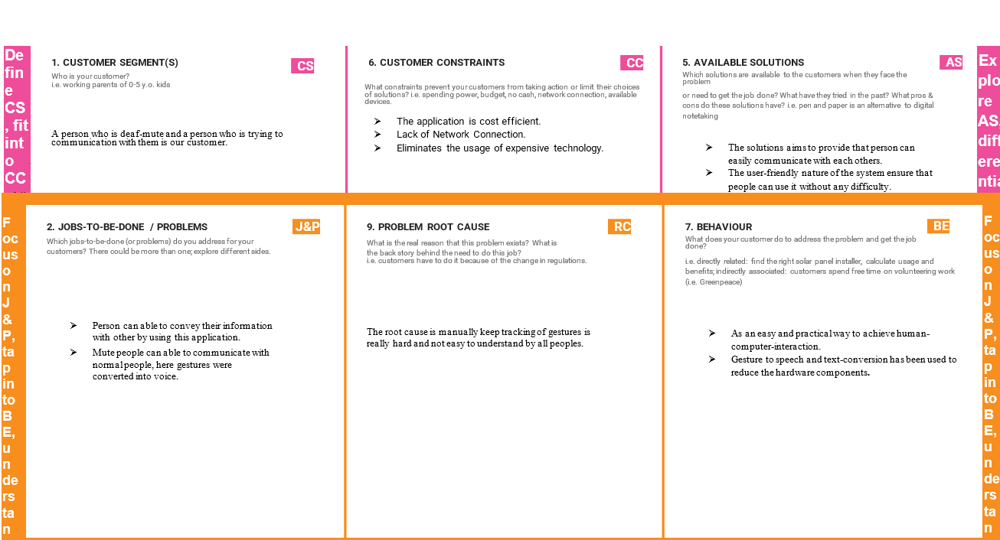 De
fin
e
CS
, fit
int
o
CC
1. CUSTOMER SEGMENT(S)
CS
Who is your customer?
i.e. working parents of 0-5 y.o. kids
A person who is deaf-mute and a person who is trying to
communication with them is our customer.
6. CUSTOMER CONSTRAINTS
CC
What constraints prevent your customers from taking action or limit their choices
of solutions? i.e. spending power, budget, no cash, network connection, available
devices.
The application is cost efficient.
Lack of Network Connection.
Eliminates the usage of expensive technology.
5. AVAILABLE SOLUTIONS
AS
Which solutions are available to the customers when they face the
problem
or need to get the job done? What have they tried in the past? What pros &
cons do these solutions have? i.e. pen and paper is an alternative to digital
notetaking
The solutions aims to provide that person can
easily communicate with each others.
The user-friendly nature of the system ensure that
people can use it without any difficulty.
Ex
plo
re
AS,
diff
ere
ntia
F
oc
us
o
n
J
&
P,
ta
p
in
to
B
E,
u
n
de
rs
ta
n
2. JOBS-TO-BE-DONE / PROBLEMS
J&P
Which jobs-to-be-done (or problems) do you address for your
customers? There could be more than one; explore different sides.
Person can able to convey their information
with other by using this application.
Mute people can able to communicate with
normal people, here gestures were
converted into voice.
9. PROBLEM ROOT CAUSE
RC
What is the real reason that this problem exists? What is
the back story behind the need to do this job?
i.e. customers have to do it because of the change in regulations.
The root cause is manually keep tracking of gestures is
really hard and not easy to understand by all peoples.
7. BEHAVIOUR
BE
What does your customer do to address the problem and get the job
done?
i.e. directly related: find the right solar panel installer, calculate usage and
benefits; indirectly associated: customers spend free time on volunteering work
(i.e. Greenpeace)
As an easy and practical way to achieve human-
computer-interaction.
Gesture to speech and text-conversion has been used to
reduce the hardware components.
F
oc
us
o
n
J
&
P,
ta
p
in
to
B
E,
u
n
de
rs
ta
n